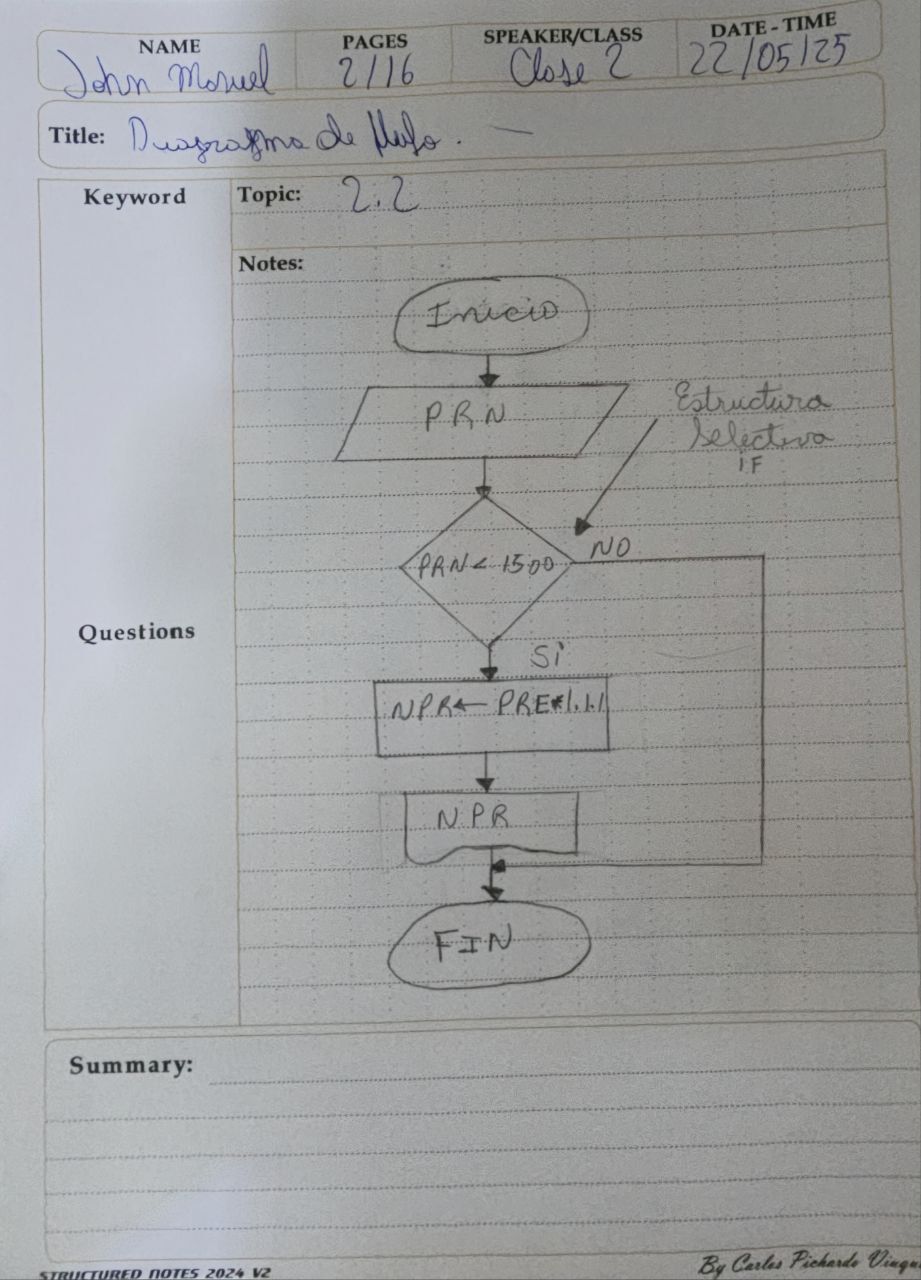 NAME
PAGES
SPEAKER/CLASS
DATE - TIME
John Manuel
2/16
Clase 2
22/05/25
Title: Diagrama de flujo.
Keyword
Topic: 2.2
Notes:
Inicio
PRN
Estructura
Selectiva
IF
PRN < 1500
NO
Questions
Si
NPR ← PRE*1.1.1
NPR
FIN
Summary:
STRUCTURED NOTES 2024 V2
By Carlos Pichardo